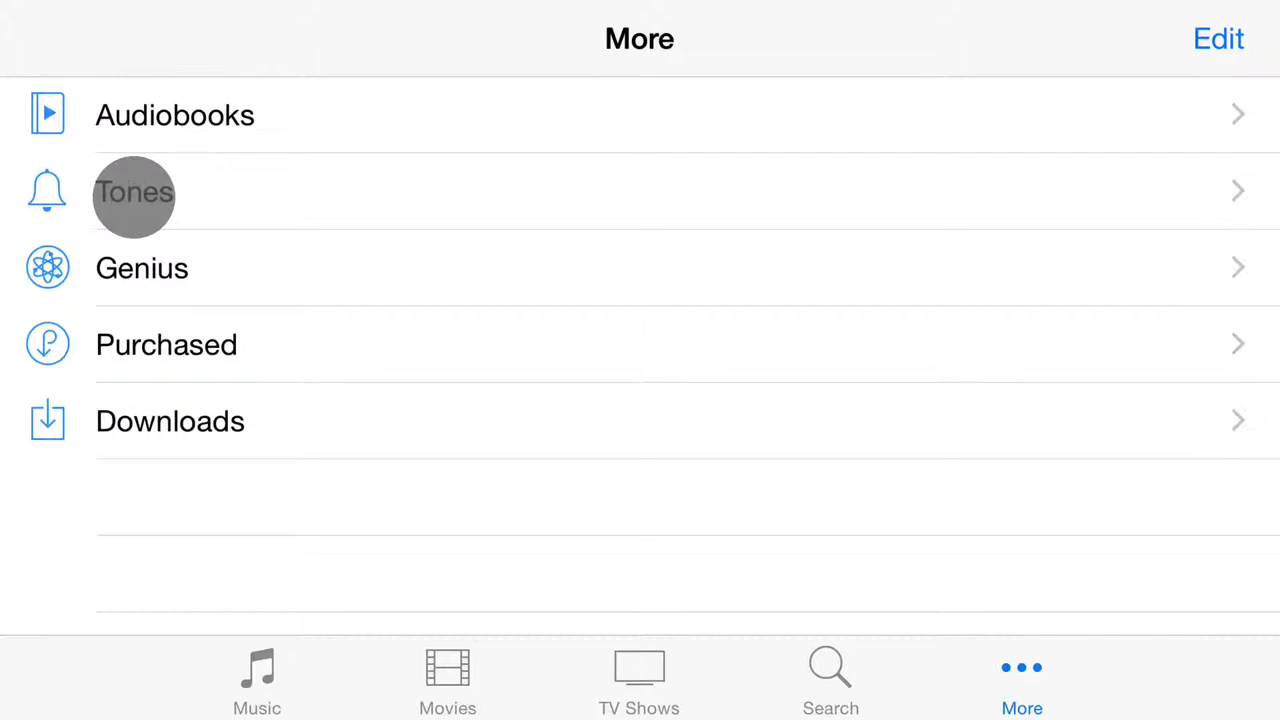 More
Edit
Audiobooks
Tones
Genius
Purchased
Downloads
Music
Movies
TV Shows
Search
More